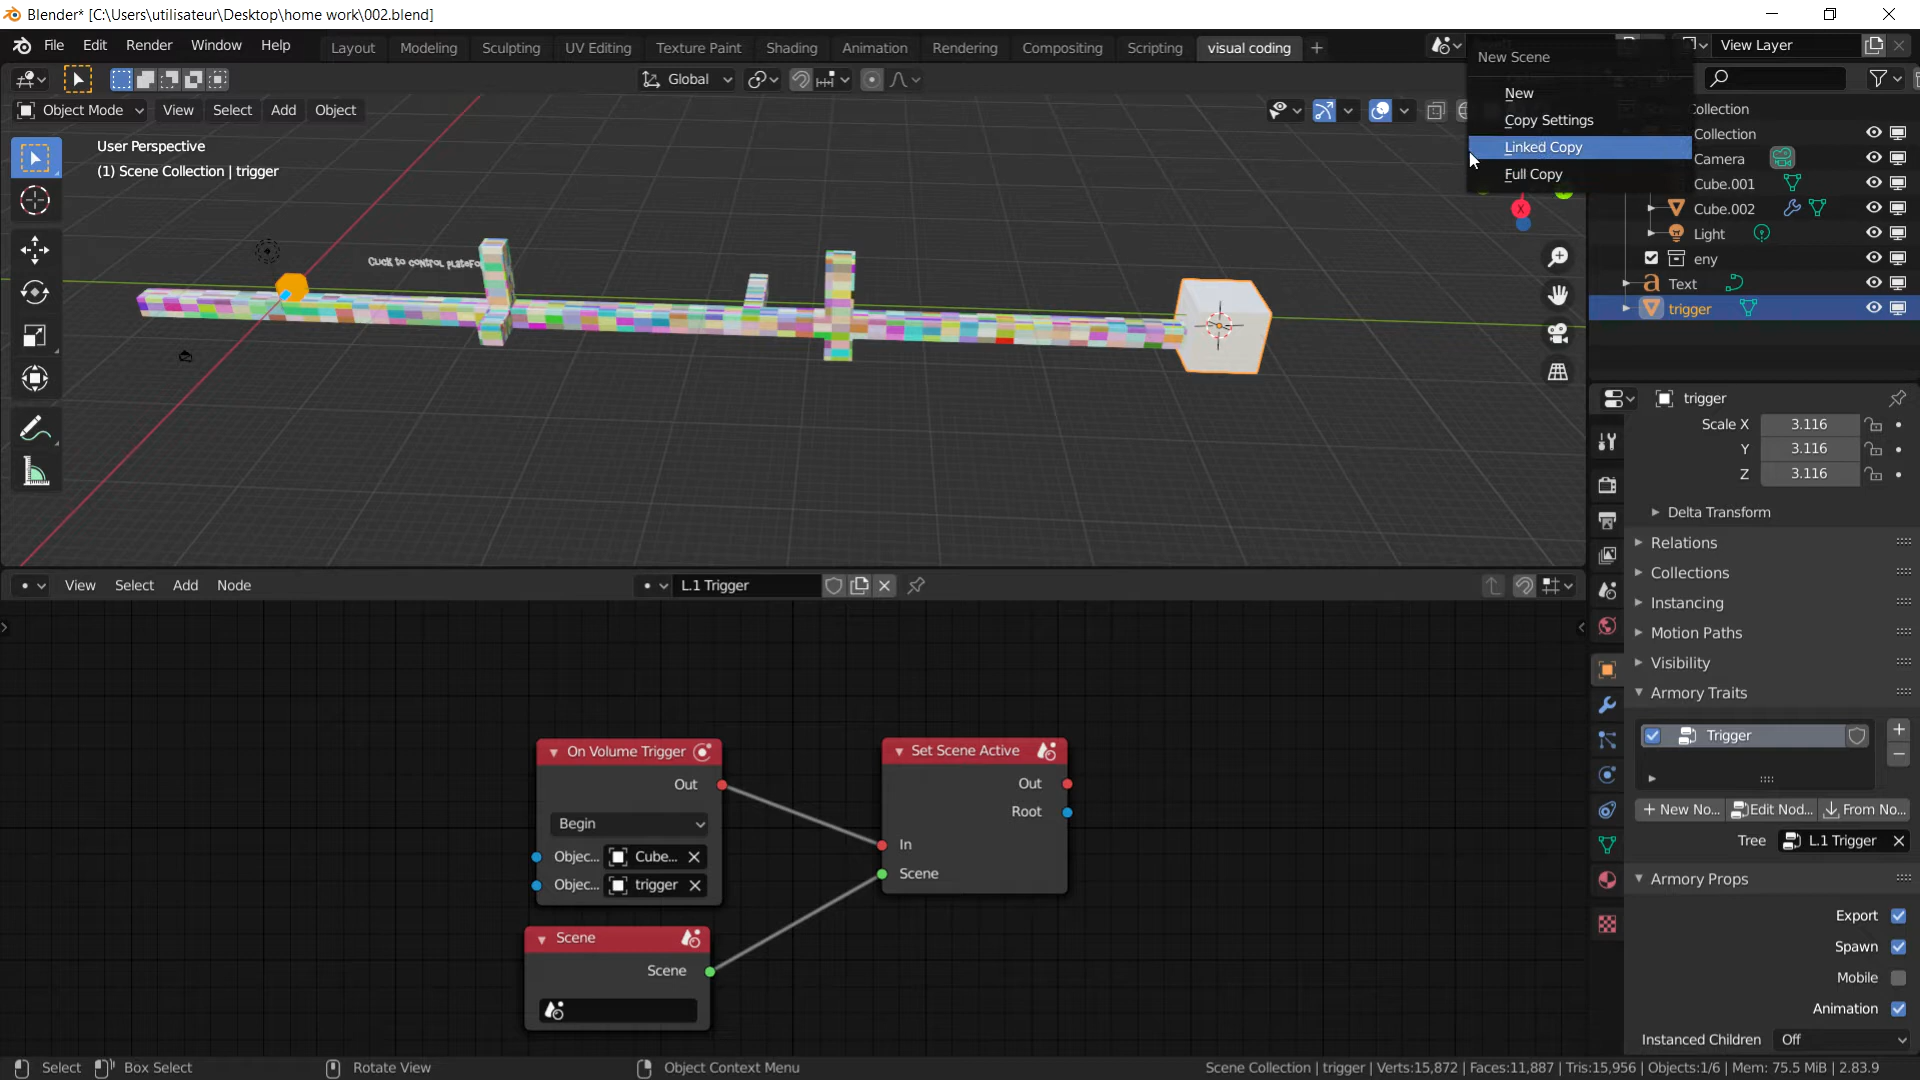 Blender* [C:\Users\utilisateur\Desktop\home work\002.blend]
File Edit Render Window Help Layout Modeling Sculpting UV Editing Texture Paint Shading Animation Rendering Compositing Scripting visual coding + View Layer
New Scene
New
Copy Settings
Linked Copy
Full Copy
Global
Object Mode View Select Add Object
User Perspective
(1) Scene Collection | trigger
Click to control
X
Collection
Collection
Camera
Cube.001
Cube.002
Light
eny
Text
trigger
trigger
Scale X 3.116
Y 3.116
Z 3.116
Delta Transform
Relations
Collections
Instancing
Motion Paths
Visibility
Armory Traits
Trigger
+ New No... Edit Nod... From No...
Tree L.1 Trigger
Armory Props
Export
Spawn
Mobile
Animation
Instanced Children Off
View Select Add Node L.1 Trigger
On Volume Trigger
Out
Begin
Objec... Cube...
Objec... trigger
Scene
Scene
Set Scene Active
Out
Root
In
Scene
Select Box Select Rotate View Object Context Menu Scene Collection | trigger | Verts:15,872 | Faces:11,887 | Tris:15,956 | Objects:1/6 | Mem: 75.5 MiB | 2.83.9